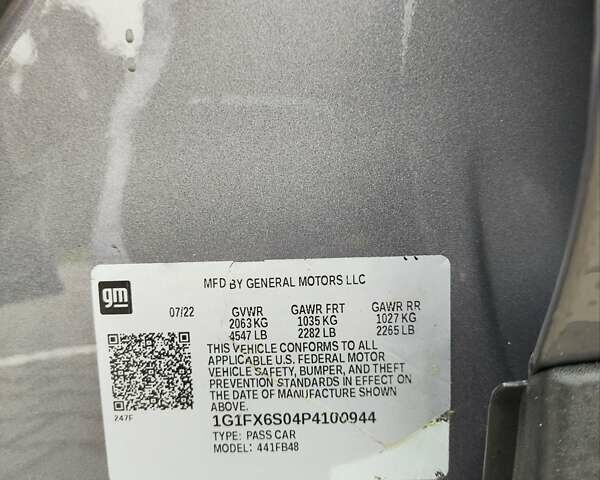 gm
MFD BY GENERAL MOTORS LLC
07/22 GVWR GAWR FRT GAWR RR
2063 KG 1035 KG 1027 KG
4547 LB 2282 LB 2265 LB
THIS VEHICLE CONFORMS TO ALL
APPLICABLE U.S. FEDERAL MOTOR
VEHICLE SAFETY, BUMPER, AND THEFT
PREVENTION STANDARDS IN EFFECT ON
THE DATE OF MANUFACTURE SHOWN
ABOVE.
247F
1G1FX6S04P4100944
TYPE: PASS CAR
MODEL: 441FB48